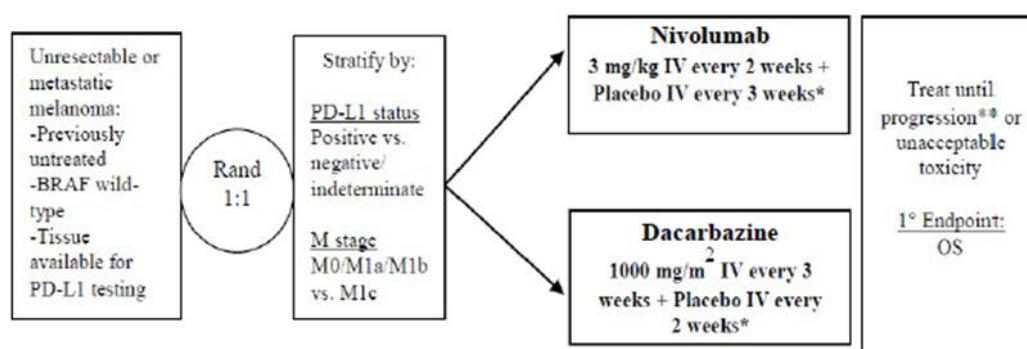 Unresectable or
metastatic
melanoma:
-Previously
untreated
-BRAF wild-
type
-Tissue
available for
PD-L1 testing
Rand
1:1
Stratify by:
PD-L1 status
Positive vs.
negative/
indeterminate
M stage
M0/M1a/M1b
vs. M1c
Nivolumab
3 mg/kg IV every 2 weeks +
Placebo IV every 3 weeks*
Dacarbazine
1000 mg/m² IV every 3
weeks + Placebo IV every
2 weeks*
Treat until
progression** or
unacceptable
toxicity
1° Endpoint:
OS